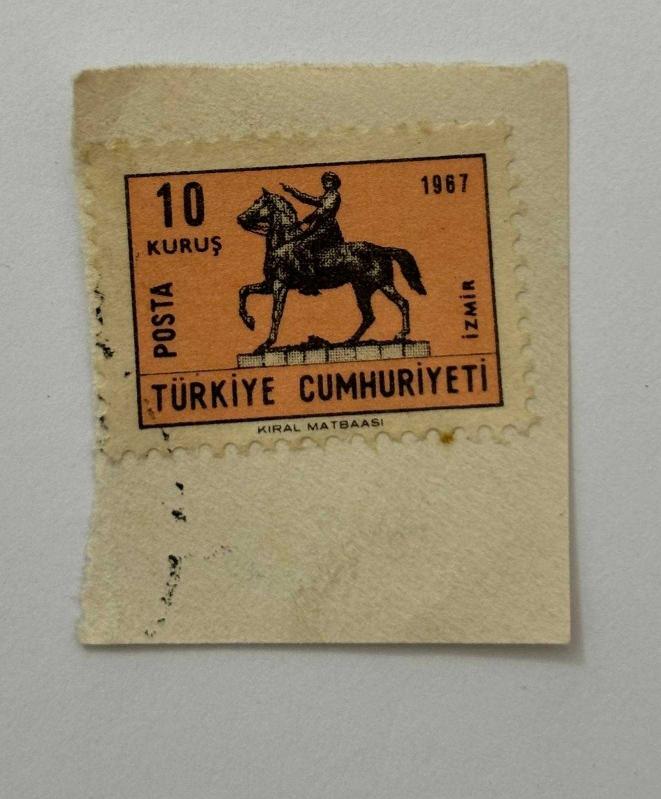 10
KURUŞ
1967
POSTA
İZMİR
TÜRKİYE CUMHURİYETİ
KIRAL MATBAASI